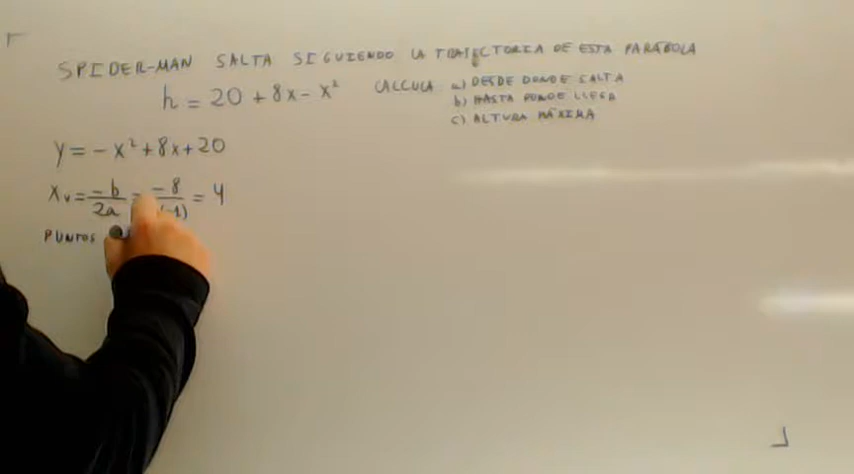 SPIDER-MAN SALTA SIGUIENDO LA TRAYECTORIA DE ESTA PARÁBOLA
h = 20 + 8x - x²
CALCULA a) DESDE DONDE SALTA
b) HASTA DONDE LLEGA
c) ALTURA MÁXIMA
y = -x² + 8x + 20
Xv = -b/2a = -8/(-1) = 4
PUNTOS